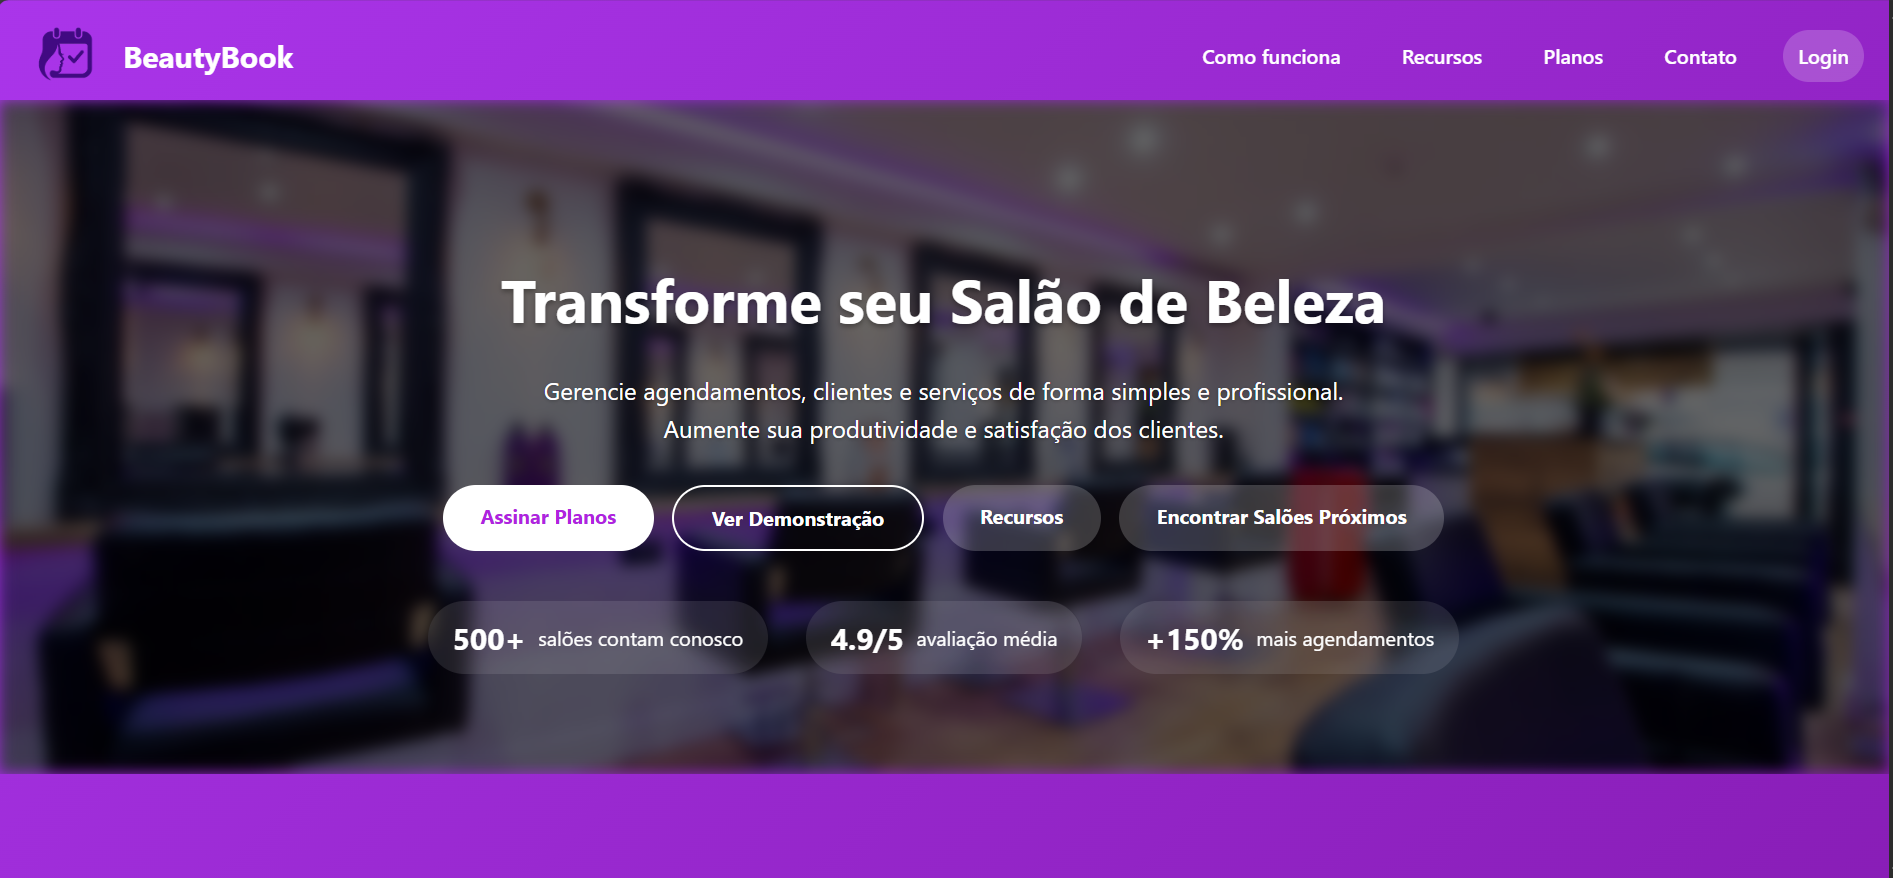 BeautyBook
Como funciona
Recursos
Planos
Contato
Login
Transforme seu Salão de Beleza
Gerencie agendamentos, clientes e serviços de forma simples e profissional.
Aumente sua produtividade e satisfação dos clientes.
Assinar Planos
Ver Demonstração
Recursos
Encontrar Salões Próximos
500+ salões contam conosco
4.9/5 avaliação média
+150% mais agendamentos